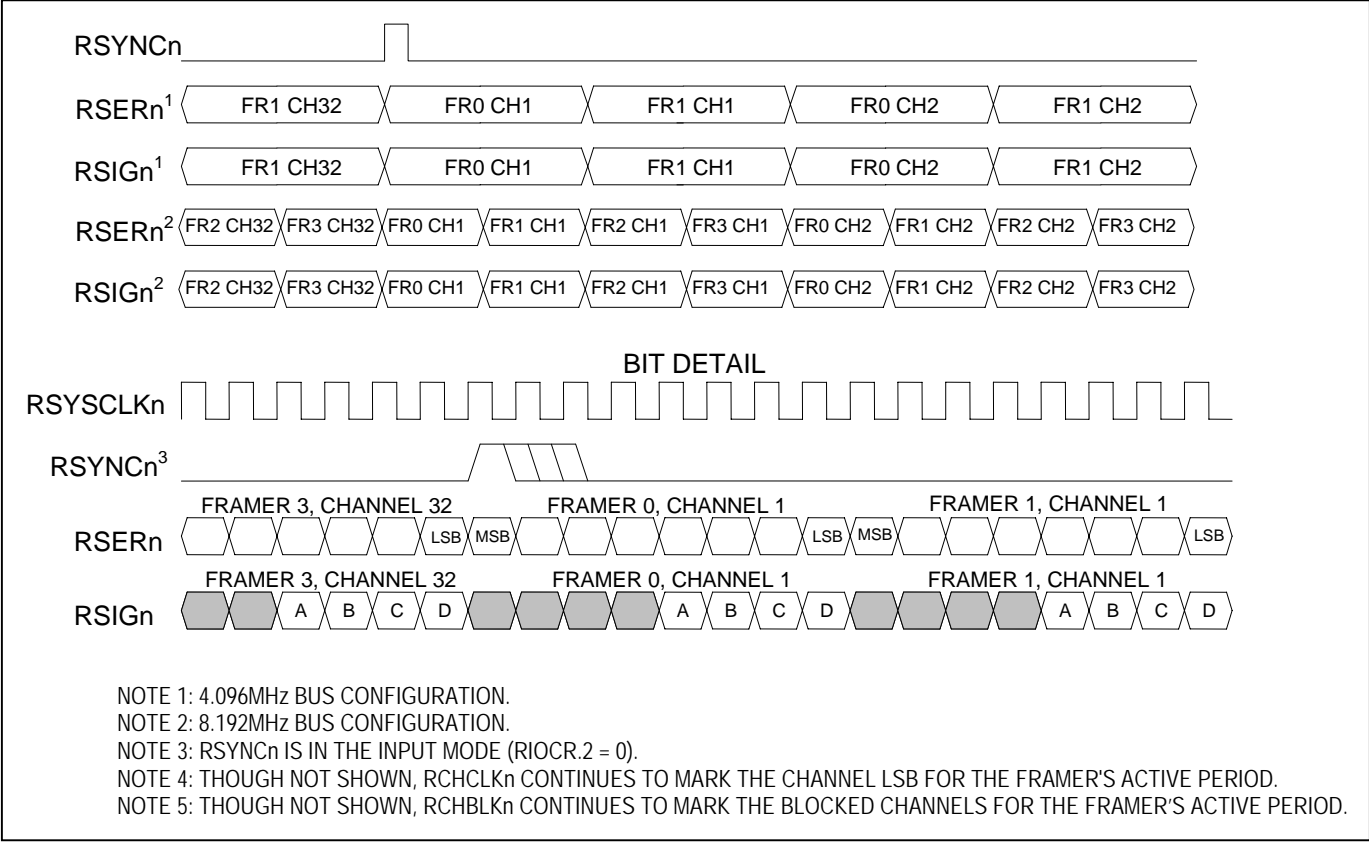 RSYNCn
RSERn1 FR1 CH32 FR0 CH1 FR1 CH1 FR0 CH2 FR1 CH2
RSIGn1 FR1 CH32 FR0 CH1 FR1 CH1 FR0 CH2 FR1 CH2
RSERn2 FR2 CH32 FR3 CH32 FR0 CH1 FR1 CH1 FR2 CH1 FR3 CH1 FR0 CH2 FR1 CH2 FR2 CH2 FR3 CH2
RSIGn2 FR2 CH32 FR3 CH32 FR0 CH1 FR1 CH1 FR2 CH1 FR3 CH1 FR0 CH2 FR1 CH2 FR2 CH2 FR3 CH2
BIT DETAIL
RSYSCLKn
RSYNCn3
FRAMER 3, CHANNEL 32 FRAMER 0, CHANNEL 1 FRAMER 1, CHANNEL 1
RSERn LSB MSB LSB MSB LSB
FRAMER 3, CHANNEL 32 FRAMER 0, CHANNEL 1 FRAMER 1, CHANNEL 1
RSIGn A B C D A B C D A B C D
NOTE 1: 4.096MHz BUS CONFIGURATION.
NOTE 2: 8.192MHz BUS CONFIGURATION.
NOTE 3: RSYNCn IS IN THE INPUT MODE (RIOCR.2 = 0).
NOTE 4: THOUGH NOT SHOWN, RCHCLKn CONTINUES TO MARK THE CHANNEL LSB FOR THE FRAMER'S ACTIVE PERIOD.
NOTE 5: THOUGH NOT SHOWN, RCHBLKn CONTINUES TO MARK THE BLOCKED CHANNELS FOR THE FRAMER’S ACTIVE PERIOD.